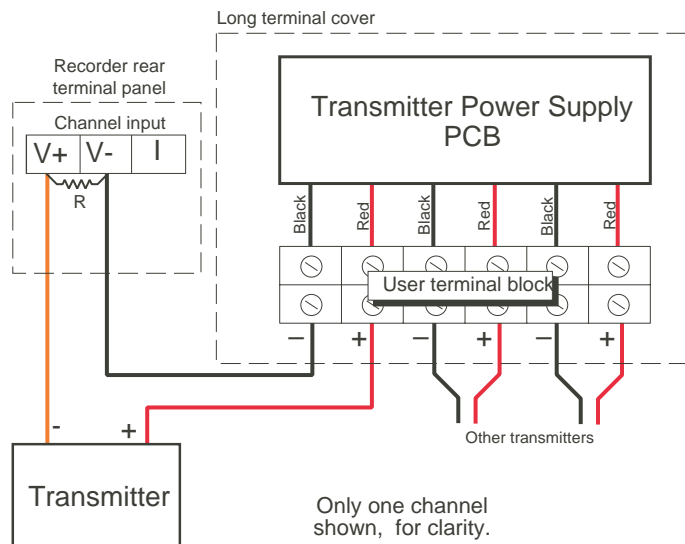 Long terminal cover
Recorder rear
terminal panel
Channel input
V+ V- I
R
Transmitter Power Supply
PCB
Black Red Black Red Black Red
User terminal block
– + – + – +
Other transmitters
- +
Transmitter
Only one channel
shown, for clarity.